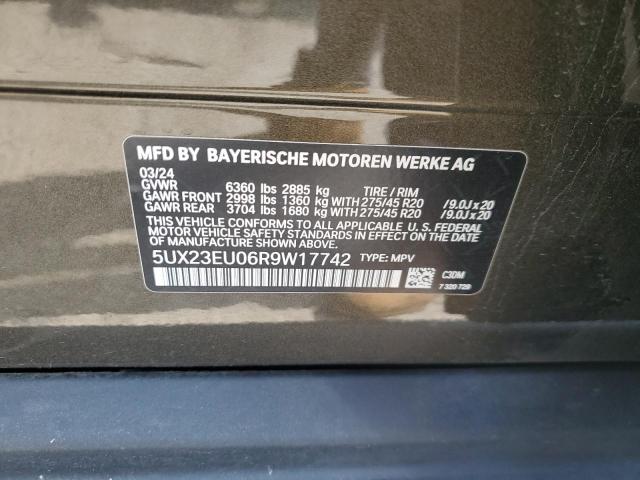 MFD BY BAYERISCHE MOTOREN WERKE AG
03/24
GVWR 6360 lbs 2885 kg TIRE / RIM
GAWR FRONT 2998 lbs 1360 kg WITH 275/45 R20 /9.0Jx20
GAWR REAR 3704 lbs 1680 kg WITH 275/45 R20 /9.0Jx20
THIS VEHICLE CONFORMS TO ALL APPLICABLE U.S. FEDERAL
MOTOR VEHICLE SAFETY STANDARDS IN EFFECT
ON THE DATE OF MANUFACTURE SHOWN ABOVE.
5UX23EU06R9W17742 TYPE: MPV
C3DM
7 320 729